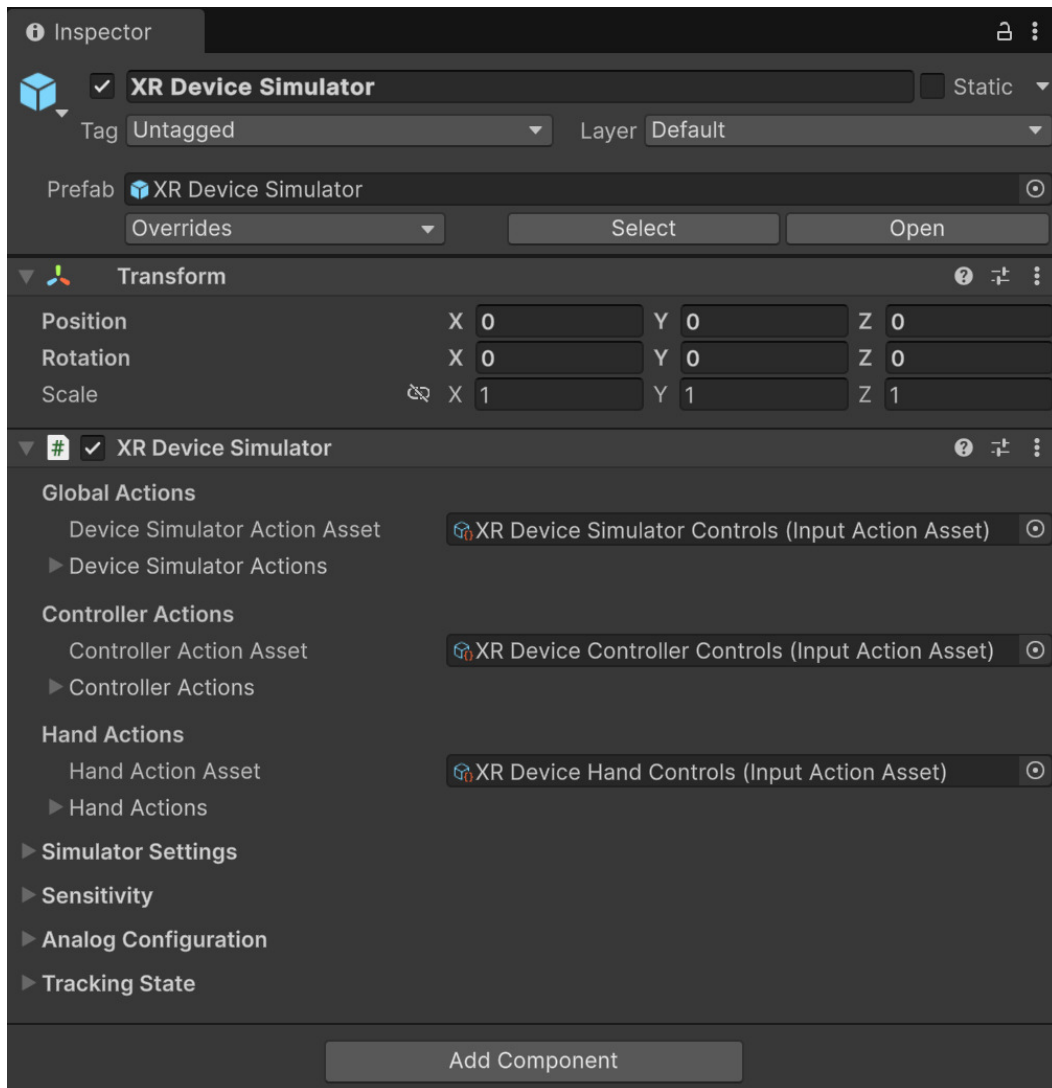 Inspector
XR Device Simulator Static
Tag Untagged Layer Default
Prefab XR Device Simulator
Overrides Select Open
Transform
Position X 0 Y 0 Z 0
Rotation X 0 Y 0 Z 0
Scale X 1 Y 1 Z 1
# XR Device Simulator
Global Actions
Device Simulator Action Asset XR Device Simulator Controls (Input Action Asset)
Device Simulator Actions
Controller Actions
Controller Action Asset XR Device Controller Controls (Input Action Asset)
Controller Actions
Hand Actions
Hand Action Asset XR Device Hand Controls (Input Action Asset)
Hand Actions
Simulator Settings
Sensitivity
Analog Configuration
Tracking State
Add Component